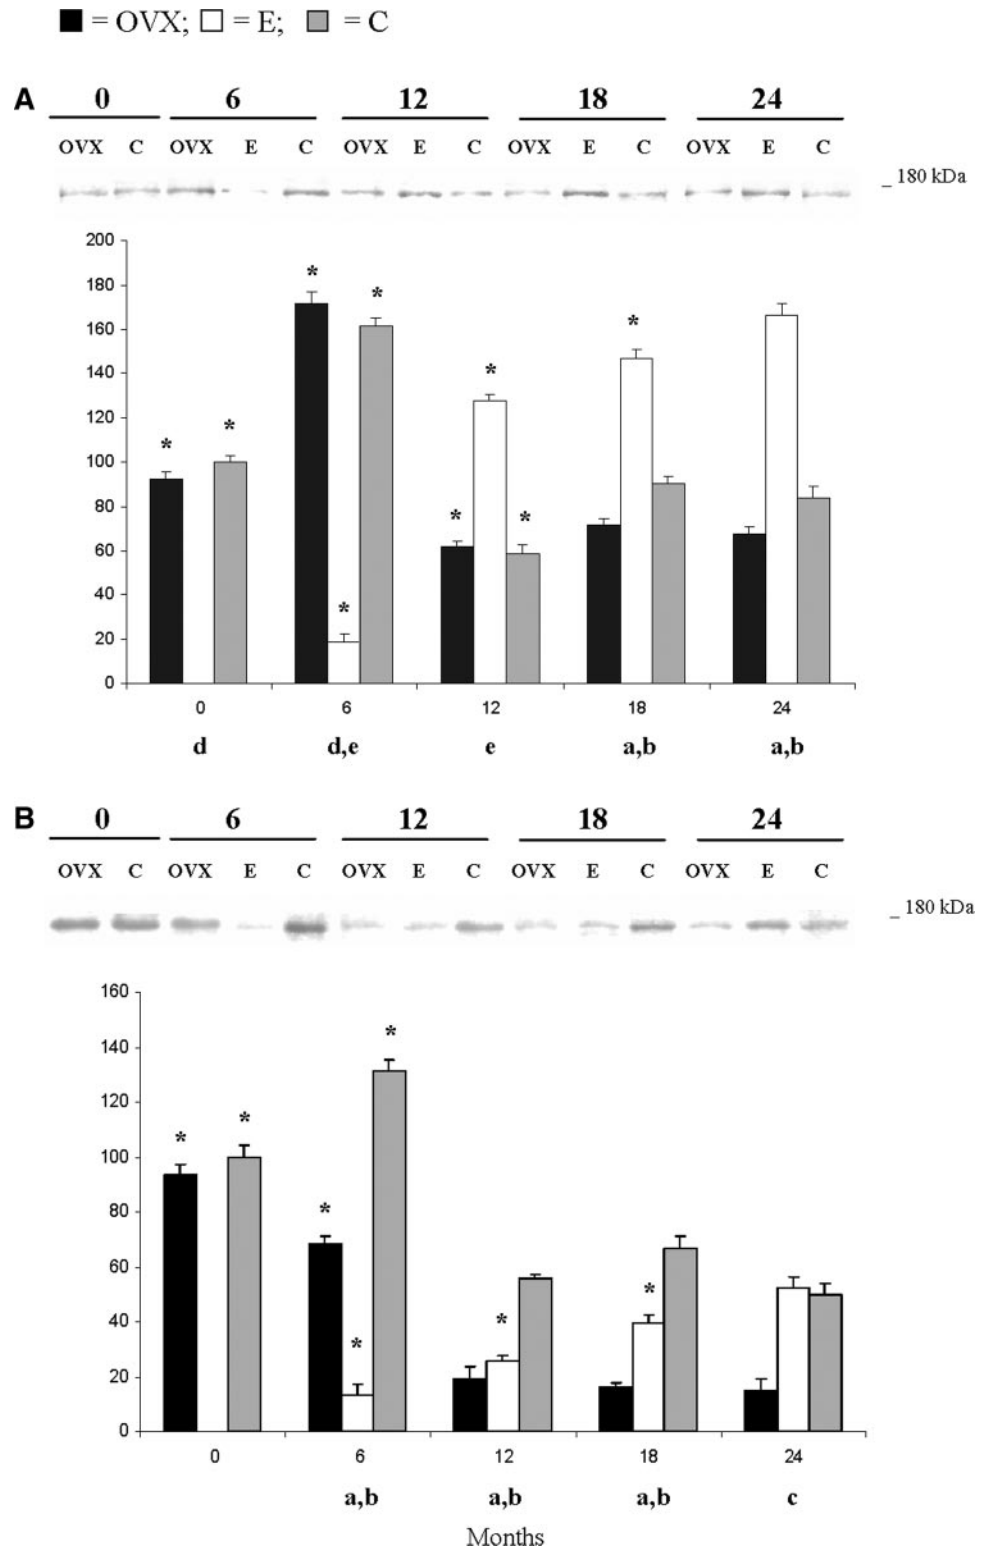 = OVX; = E; = C
A 0 6 12 18 24
OVX C OVX E C OVX E C OVX E C OVX E C
_ 180 kDa
200
180
160
140
120
100
80
60
40
20
0
* * * * * * * * * *
0 6 12 18 24
d d,e e a,b a,b
B 0 6 12 18 24
OVX C OVX E C OVX E C OVX E C OVX E C
_ 180 kDa
160
140
120
100
80
60
40
20
0
* * * * * * *
0 6 12 18 24
a,b a,b a,b c
Months